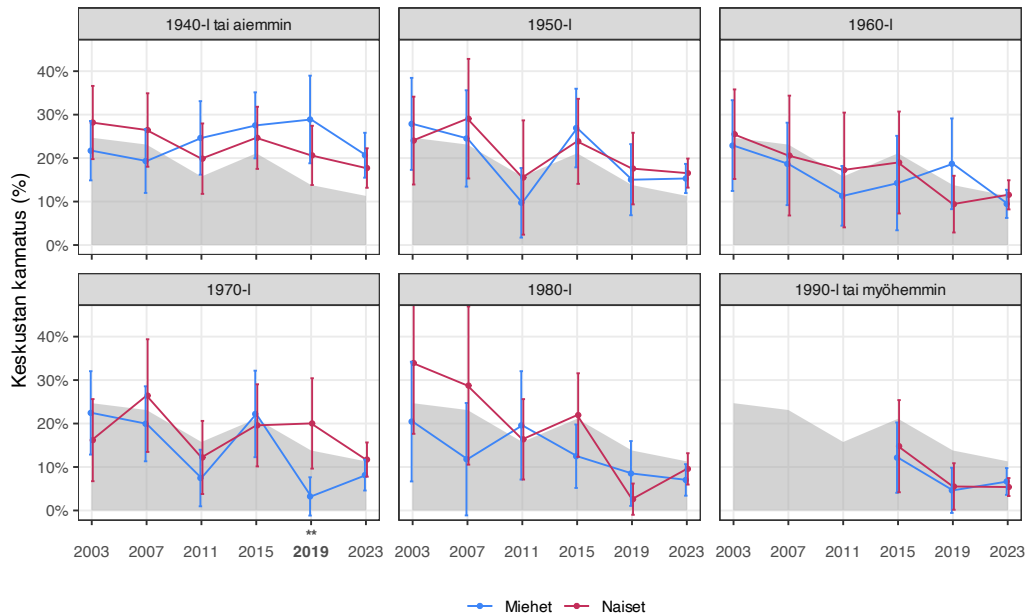 1940-l tai aiemmin
1950-l
1960-l
40%
30%
20%
10%
0%
1970-l
1980-l
1990-l tai myöhemmin
40%
30%
20%
10%
0%
Keskustan kannatus (%)
**
2003 2007 2011 2015 2019 2023
2003 2007 2011 2015 2019 2023
2003 2007 2011 2015 2019 2023
Miehet Naiset